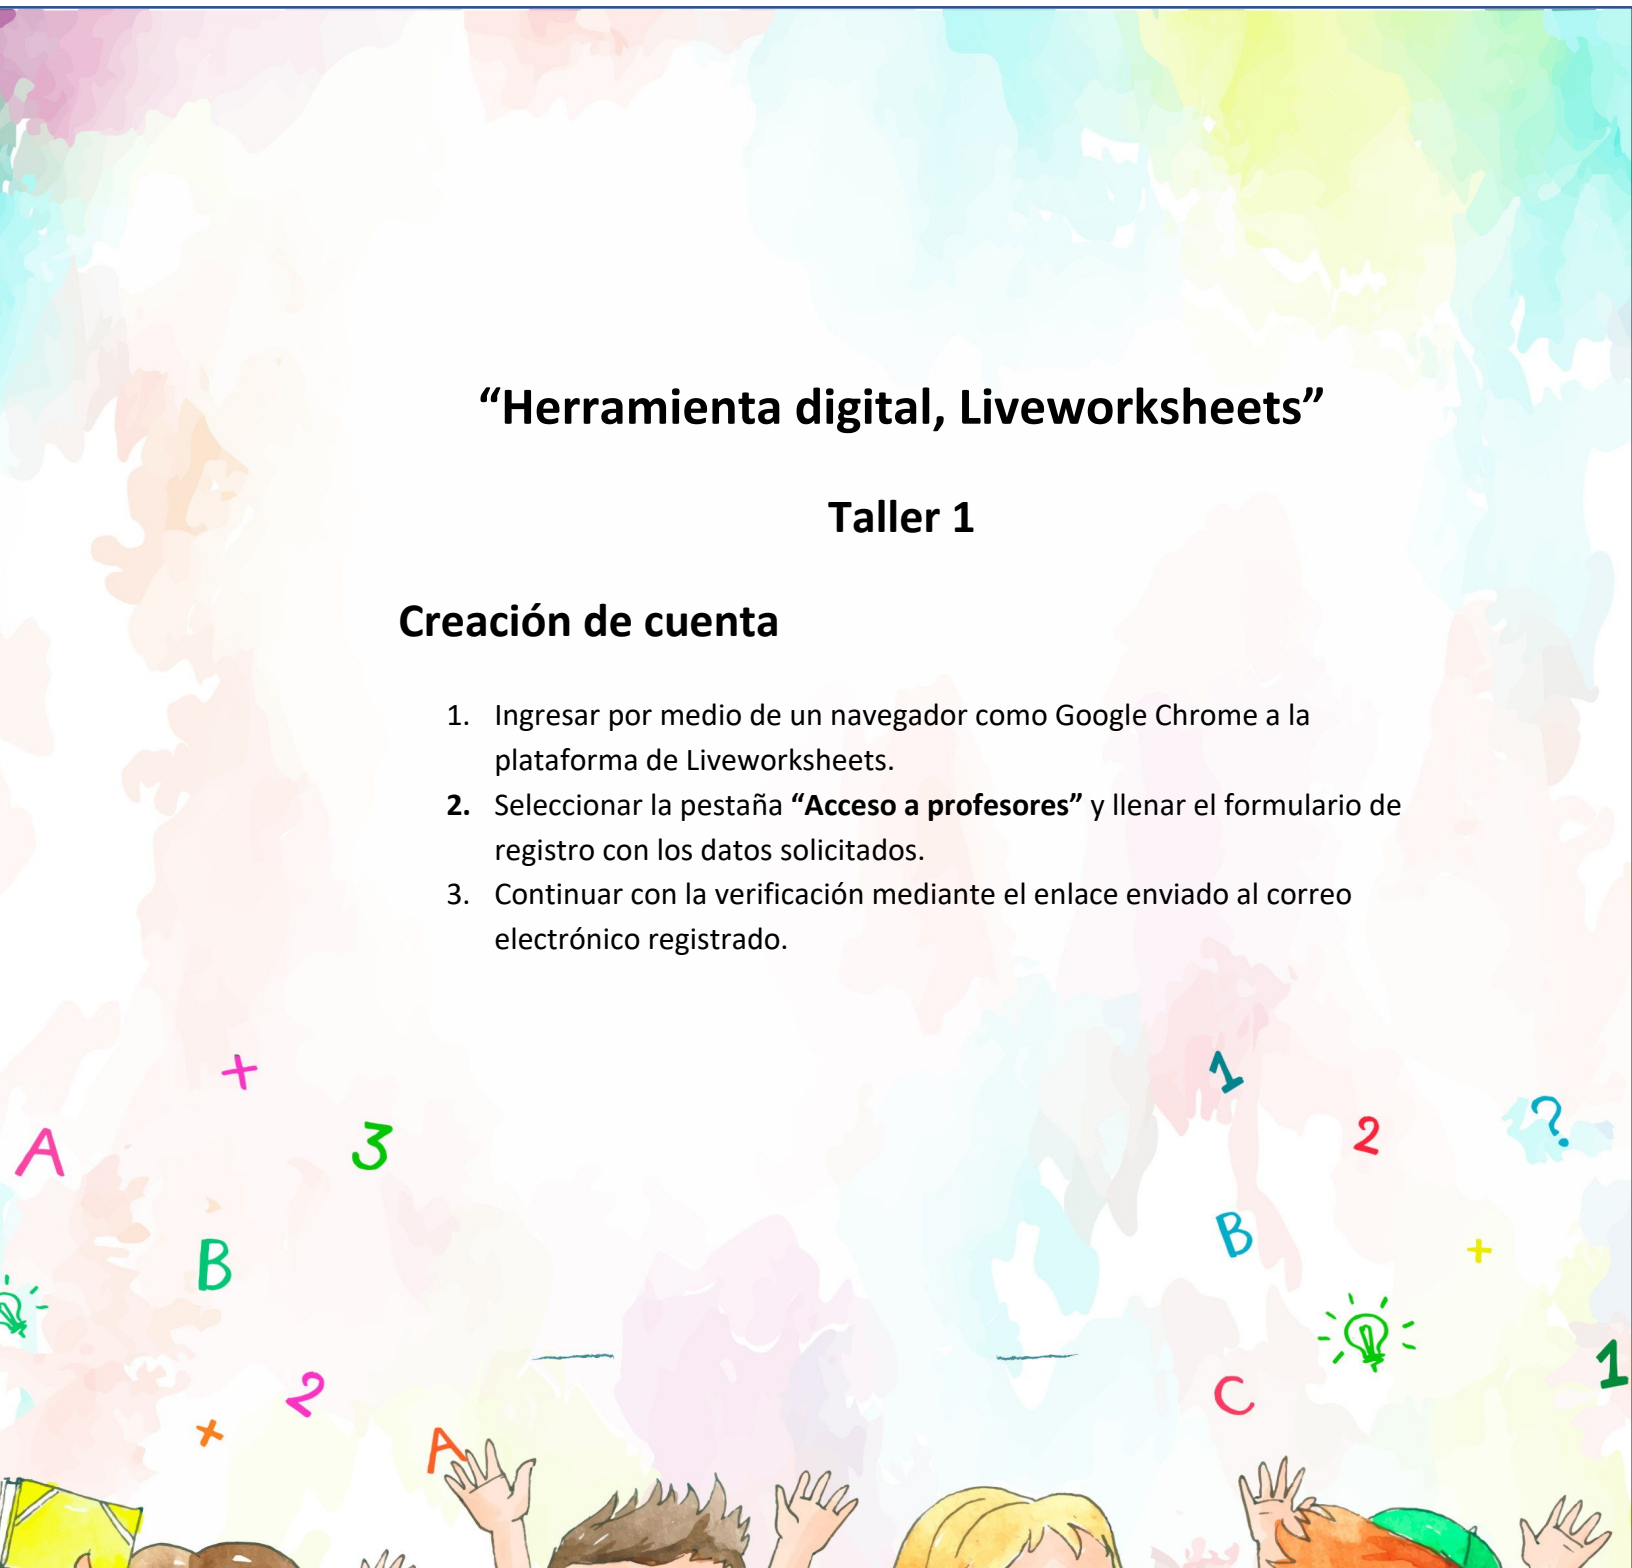 “Herramienta digital, Liveworksheets”
Taller 1
Creación de cuenta
1. Ingresar por medio de un navegador como Google Chrome a la
plataforma de Liveworksheets.
2. Seleccionar la pestaña “Acceso a profesores” y llenar el formulario de
registro con los datos solicitados.
3. Continuar con la verificación mediante el enlace enviado al correo
electrónico registrado.
+
1
A
3
2
?
B
B
+
2
C
1
+
A